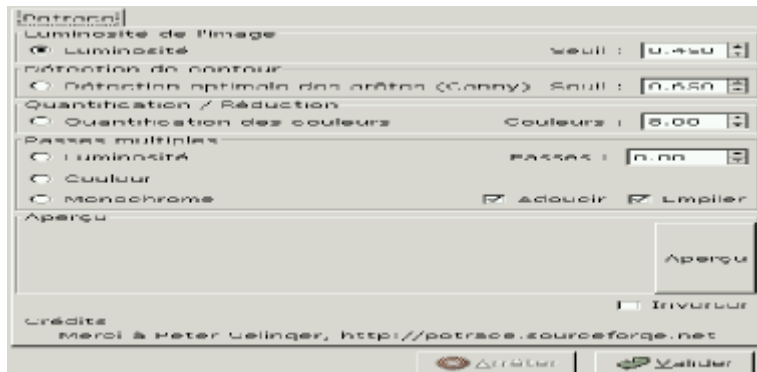 Potrace
Luminosité de l'image
Luminosité Seuil : 0.450
Détection de contour
Détection optimale des arêtes (Canny) Seuil : 0.650
Quantification / Réduction
Quantification des couleurs Couleurs : 8.00
Passes multiples
Luminosité Passes :
Couleur
Monochrome Adoucir Empiler
Aperçu
Aperçu
Inverser
Crédits
Merci à Peter Selinger, http://potrace.sourceforge.net
Arrêter Valider